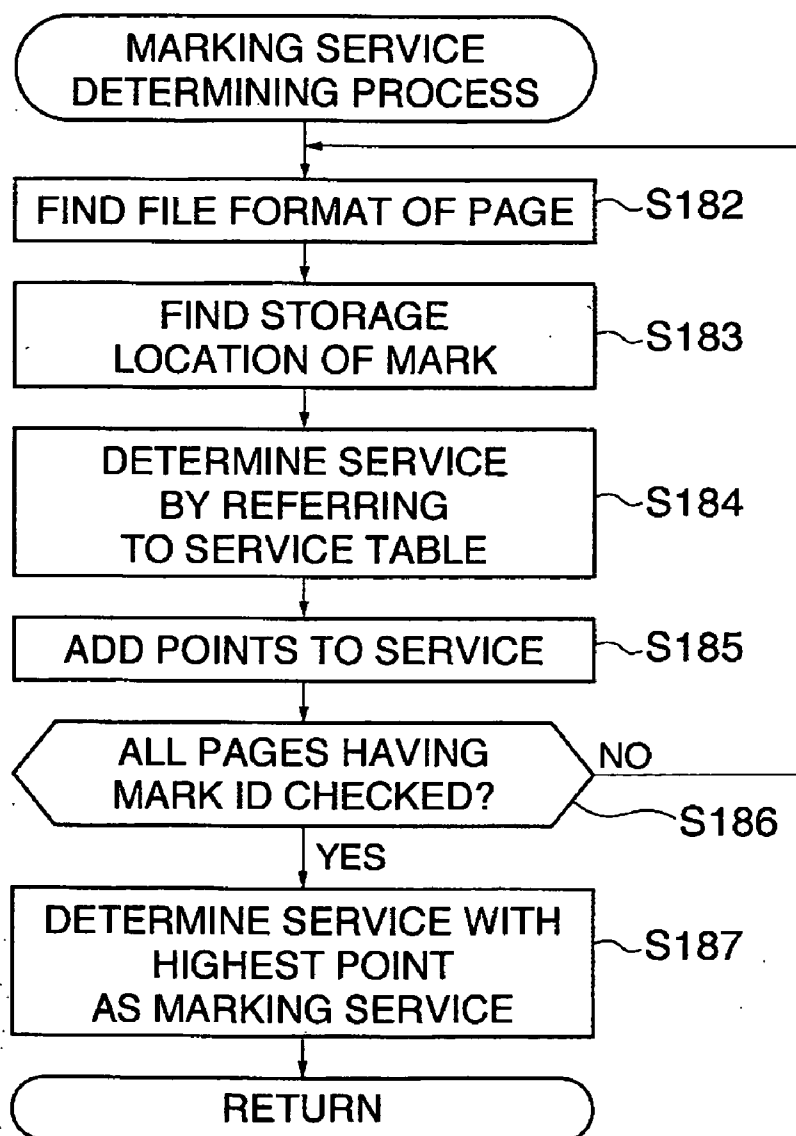 MARKING SERVICE
DETERMINING PROCESS
FIND FILE FORMAT OF PAGE
S182
FIND STORAGE
LOCATION OF MARK
S183
DETERMINE SERVICE
BY REFERRING
TO SERVICE TABLE
S184
ADD POINTS TO SERVICE
S185
ALL PAGES HAVING
MARK ID CHECKED?
NO
S186
YES
DETERMINE SERVICE WITH
HIGHEST POINT
AS MARKING SERVICE
S187
RETURN